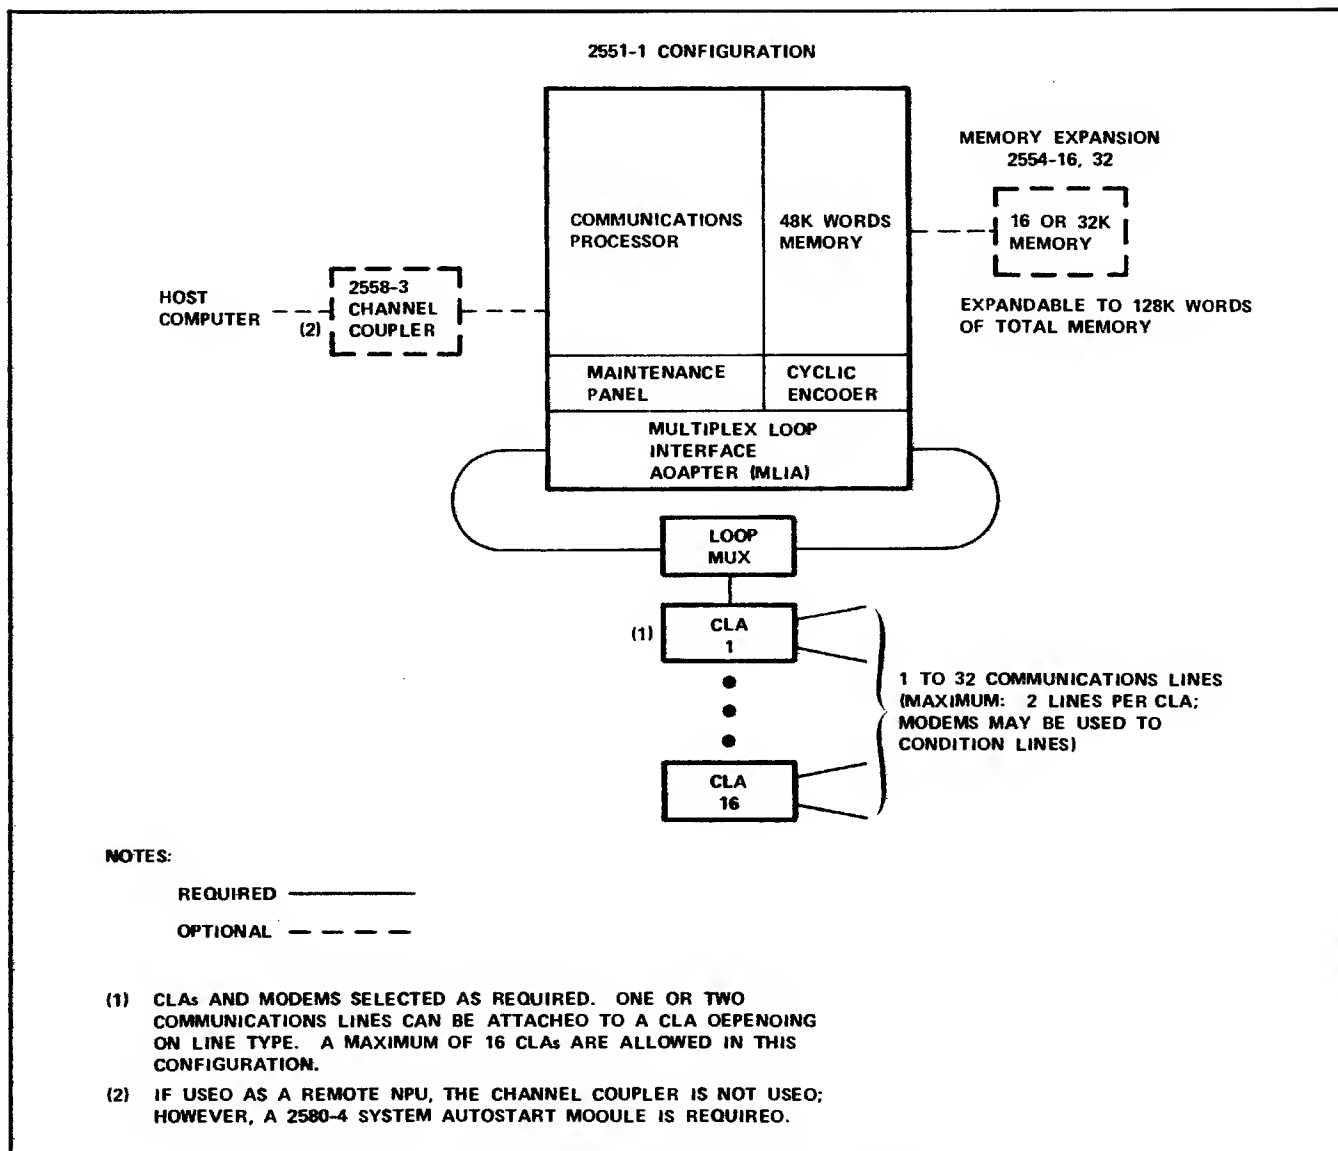 2551-1 CONFIGURATION
MEMORY EXPANSION
2554-16, 32
16 OR 32K
MEMORY
EXPANDABLE TO 128K WORDS
OF TOTAL MEMORY
COMMUNICATIONS
PROCESSOR
48K WORDS
MEMORY
HOST
COMPUTER
(2)
2558-3
CHANNEL
COUPLER
MAINTENANCE
PANEL
CYCLIC
ENCOOER
MULTIPLEX LOOP
INTERFACE
AOAPTER (MLIA)
LOOP
MUX
(1)
CLA
1
1 TO 32 COMMUNICATIONS LINES
(MAXIMUM: 2 LINES PER CLA;
MODEMS MAY BE USED TO
CONDITION LINES)
CLA
16
NOTES:
REQUIRED
OPTIONAL
(1) CLAs AND MODEMS SELECTED AS REQUIRED. ONE OR TWO
COMMUNICATIONS LINES CAN BE ATTACHEO TO A CLA OEPENOING
ON LINE TYPE. A MAXIMUM OF 16 CLAs ARE ALLOWED IN THIS
CONFIGURATION.
(2) IF USEO AS A REMOTE NPU, THE CHANNEL COUPLER IS NOT USEO;
HOWEVER, A 2580-4 SYSTEM AUTOSTART MOOULE IS REQUIREO.